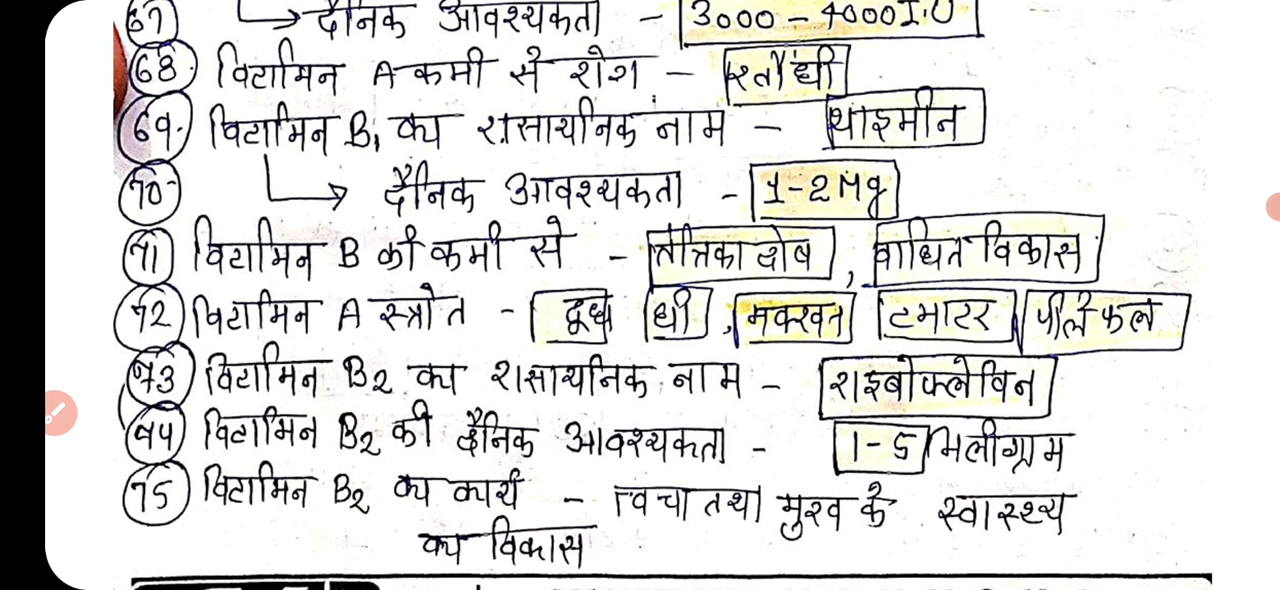 67 → दैनिक आवश्यकता - 3000 - 4000 I.U
68. विटामिन A कमी से रोग - रतौंधी
69. विटामिन B₁ का रासायनिक नाम - थाइमीन
70 → दैनिक आवश्यकता - 1-2 Mg
71 विटामिन B की कमी से - तंत्रिका दोष, बाधित विकास
72 विटामिन A स्त्रोत - दूध घी, मक्खन टमाटर पीले फल
73 विटामिन B2 का रासायनिक नाम - राइबोफ्लेविन
74 विटामिन B2 की दैनिक आवश्यकता - 1-5 मिलीग्राम
75 विटामिन B2 का कार्य - त्वचा तथा मुख के स्वास्थ्य
का विकास